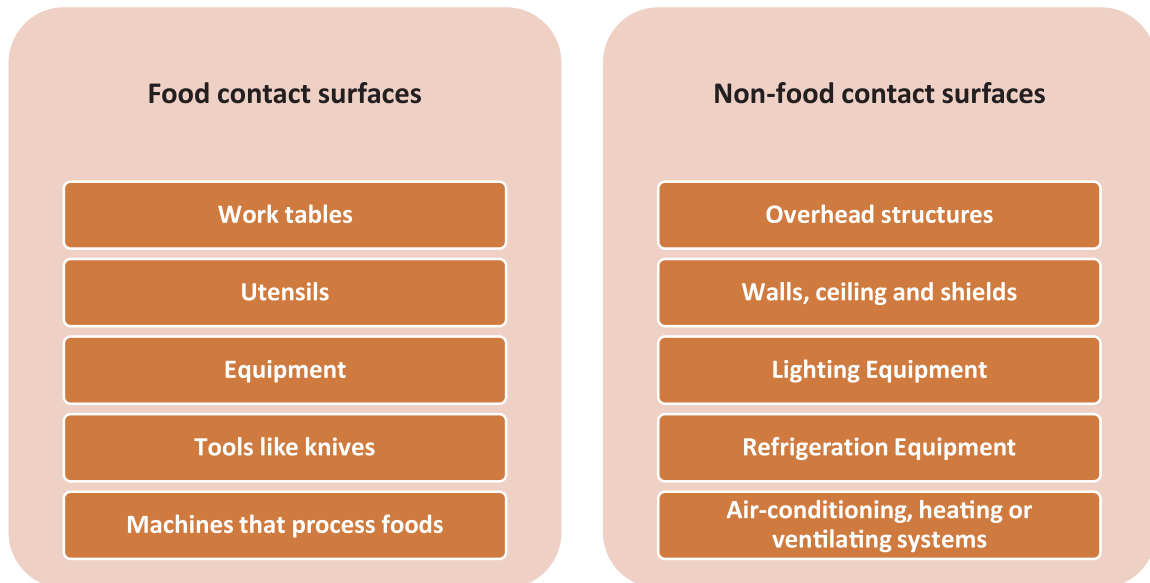 Food contact surfaces
Work tables
Utensils
Equipment
Tools like knives
Machines that process foods
Non-food contact surfaces
Overhead structures
Walls, ceiling and shields
Lighting Equipment
Refrigeration Equipment
Air-conditioning, heating or
ventilating systems